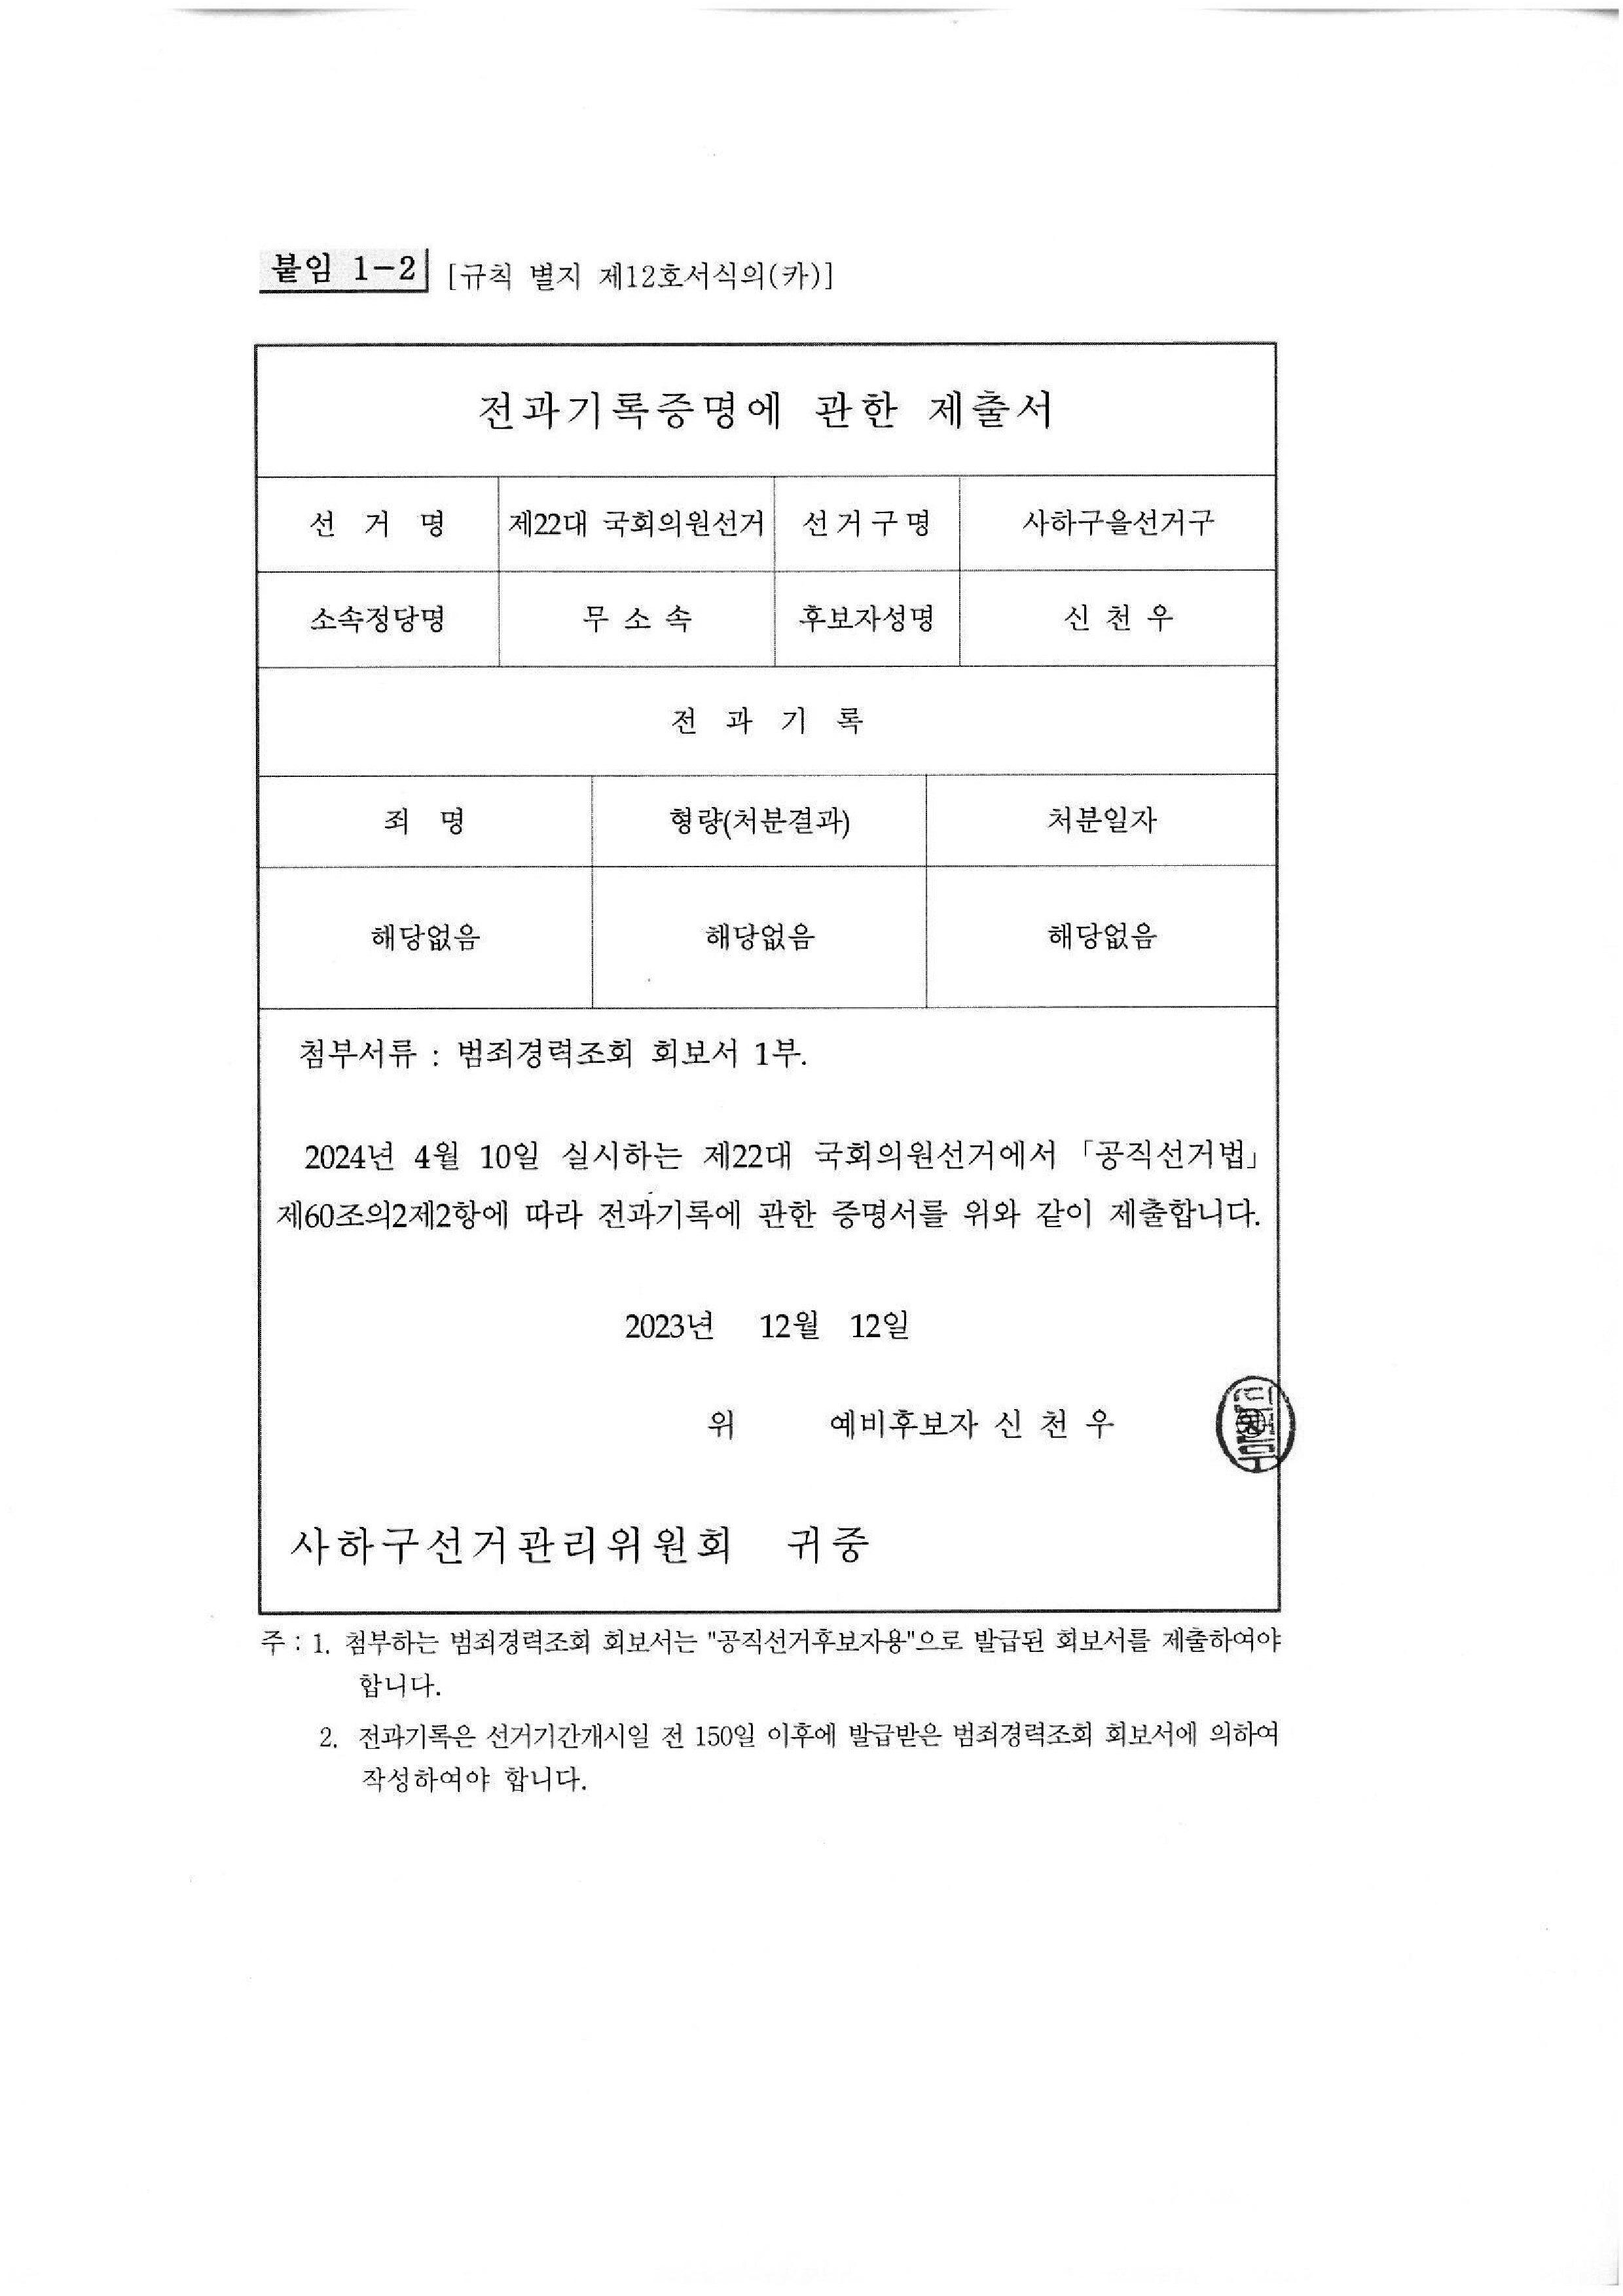 붙임 1-2 [규칙 별지 제12호서식의(카)]
전과기록증명에 관한 제출서
선 거 명 제22대 국회의원선거 선거구명 사하구을선거구
소속정당명 무 소 속 후보자성명 신 천 우
전 과 기 록
죄 명 형량(처분결과) 처분일자
해당없음 해당없음 해당없음
첨부서류 : 범죄경력조회 회보서 1부.
2024년 4월 10일 실시하는 제22대 국회의원선거에서 「공직선거법」
제60조의2제2항에 따라 전과기록에 관한 증명서를 위와 같이 제출합니다.
2023년 12월 12일
위 예비후보자 신 천 우
사하구선거관리위원회 귀중
주 : 1. 첨부하는 범죄경력조회 회보서는 "공직선거후보자용"으로 발급된 회보서를 제출하여야
합니다.
2. 전과기록은 선거기간개시일 전 150일 이후에 발급받은 범죄경력조회 회보서에 의하여
작성하여야 합니다.